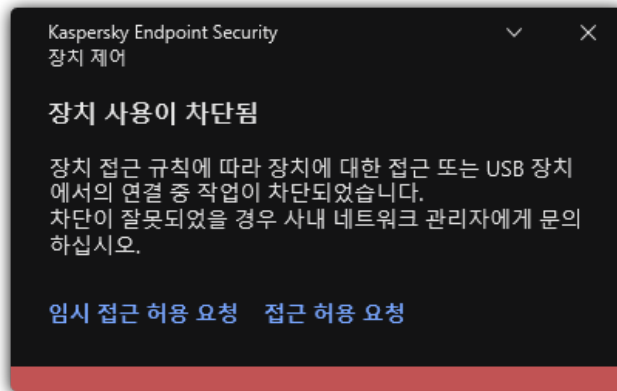 Kaspersky Endpoint Security
장치 제어
장치 사용이 차단됨
장치 접근 규칙에 따라 장치에 대한 접근 또는 USB 장치
에서의 연결 중 작업이 차단되었습니다.
차단이 잘못되었을 경우 사내 네트워크 관리자에게 문의
하십시오.
임시 접근 허용 요청 접근 허용 요청